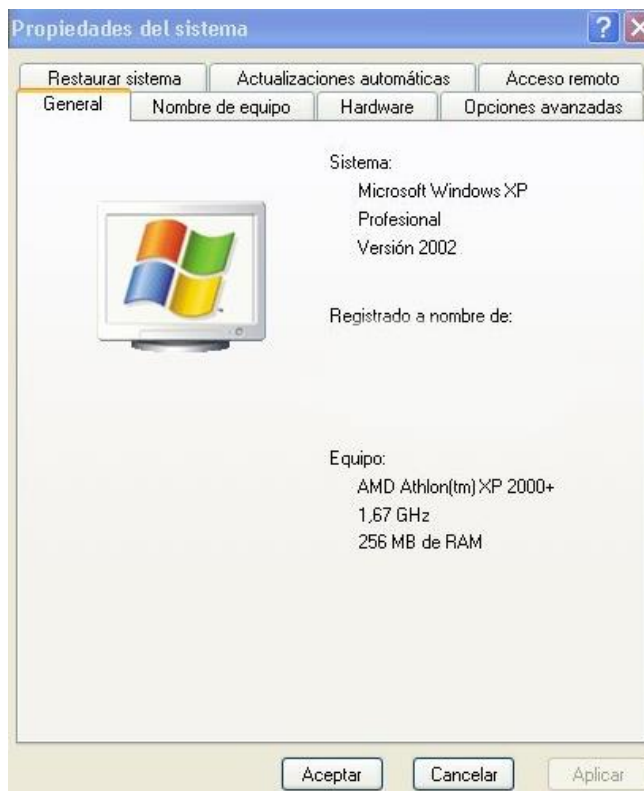 Propiedades del sistema
Restaurar sistema
Actualizaciones automáticas
Acceso remoto
General
Nombre de equipo
Hardware
Opciones avanzadas
Sistema:
Microsoft Windows XP
Profesional
Versión 2002
Registrado a nombre de:
Equipo:
AMD Athlon(tm) XP 2000+
1,67 GHz
256 MB de RAM
Aceptar
Cancelar
Aplicar